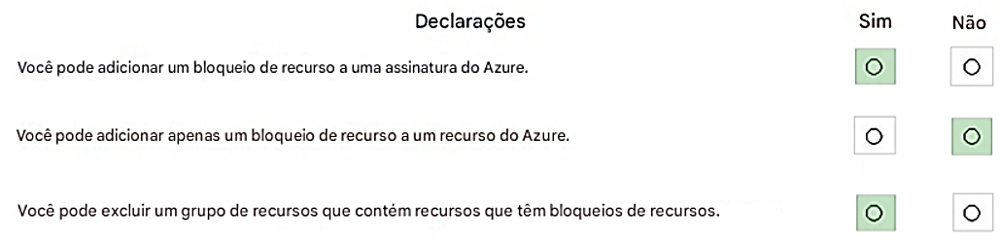 Declarações Sim Não
Você pode adicionar um bloqueio de recurso a uma assinatura do Azure.
Você pode adicionar apenas um bloqueio de recurso a um recurso do Azure.
Você pode excluir um grupo de recursos que contém recursos que têm bloqueios de recursos.